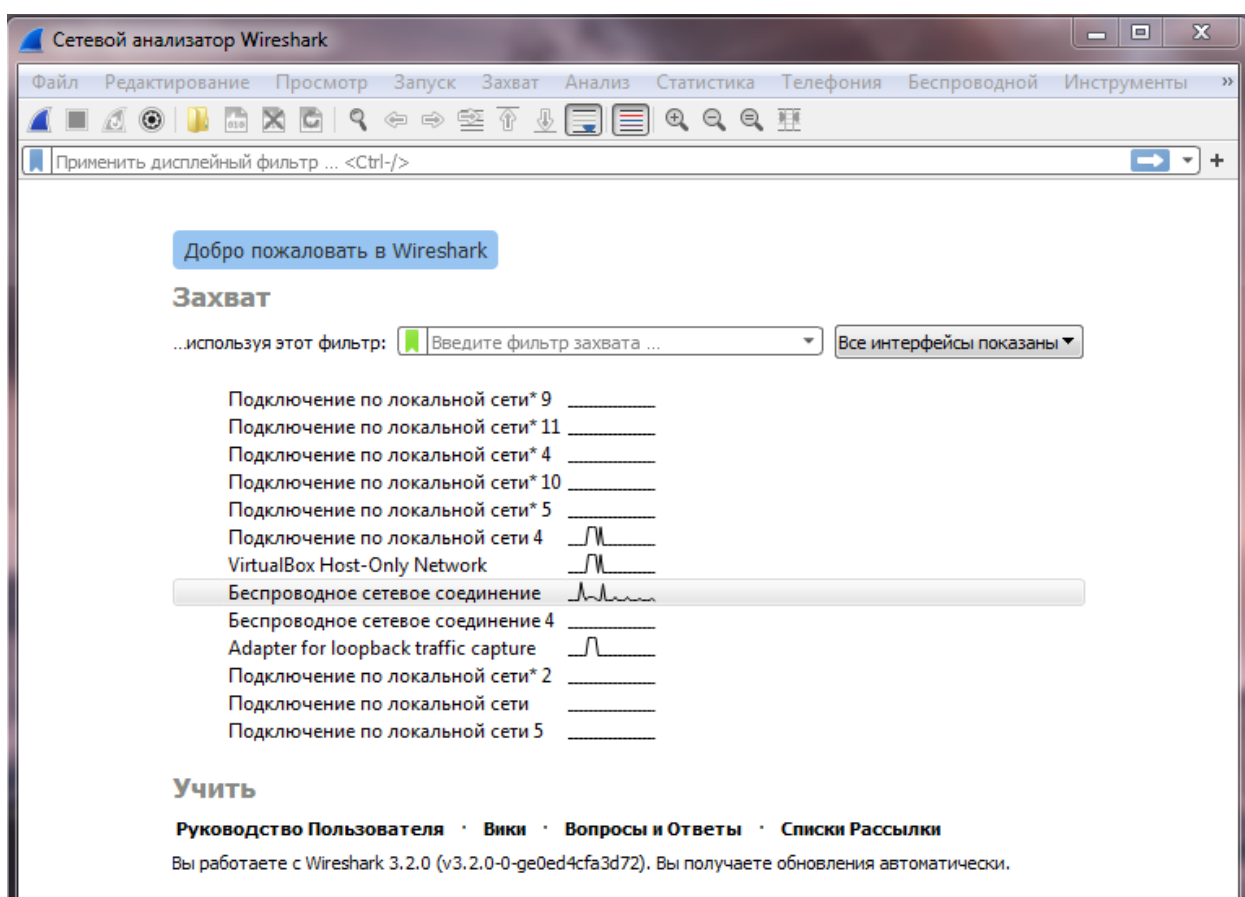 Сетевой анализатор Wireshark
Файл Редактирование Просмотр Запуск Захват Анализ Статистика Телефония Беспроводной Инструменты »
Применить дисплейный фильтр ... <Ctrl-/> +
Добро пожаловать в Wireshark
Захват
...используя этот фильтр: Введите фильтр захвата ... Все интерфейсы показаны
Подключение по локальной сети* 9
Подключение по локальной сети* 11
Подключение по локальной сети* 4
Подключение по локальной сети* 10
Подключение по локальной сети* 5
Подключение по локальной сети 4
VirtualBox Host-Only Network
Беспроводное сетевое соединение
Беспроводное сетевое соединение 4
Adapter for loopback traffic capture
Подключение по локальной сети* 2
Подключение по локальной сети
Подключение по локальной сети 5
Учить
Руководство Пользователя · Вики · Вопросы и Ответы · Списки Рассылки
Вы работаете с Wireshark 3.2.0 (v3.2.0-0-ge0ed4cfa3d72). Вы получаете обновления автоматически.